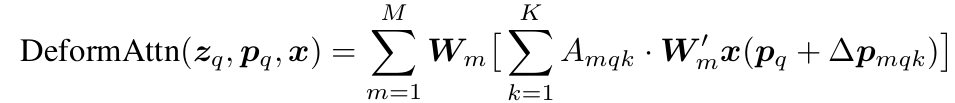 DeformAttn(𝒛_q, 𝒑_q, 𝒙) = ∑_{m=1}^{M} 𝑾_m [ ∑_{k=1}^{K} A_{mqk} · 𝑾′_m 𝒙(𝒑_q + Δ𝒑_{mqk}) ]